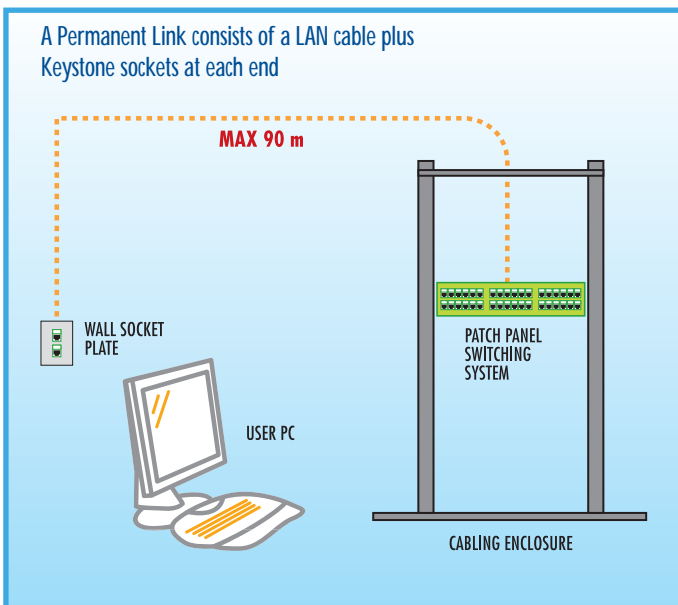 A Permanent Link consists of a LAN cable plus
Keystone sockets at each end
MAX 90 m
WALL SOCKET
PLATE
PATCH PANEL
SWITCHING
SYSTEM
USER PC
CABLING ENCLOSURE